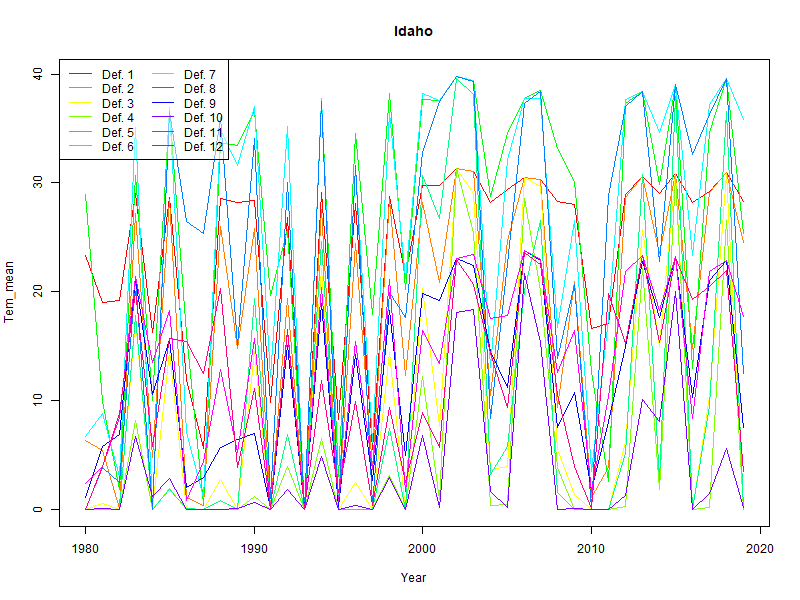 Idaho
40
30
20
10
0
Tem_mean
Def. 1
Def. 2
Def. 3
Def. 4
Def. 5
Def. 6
Def. 7
Def. 8
Def. 9
Def. 10
Def. 11
Def. 12
1980
1990
2000
2010
2020
Year